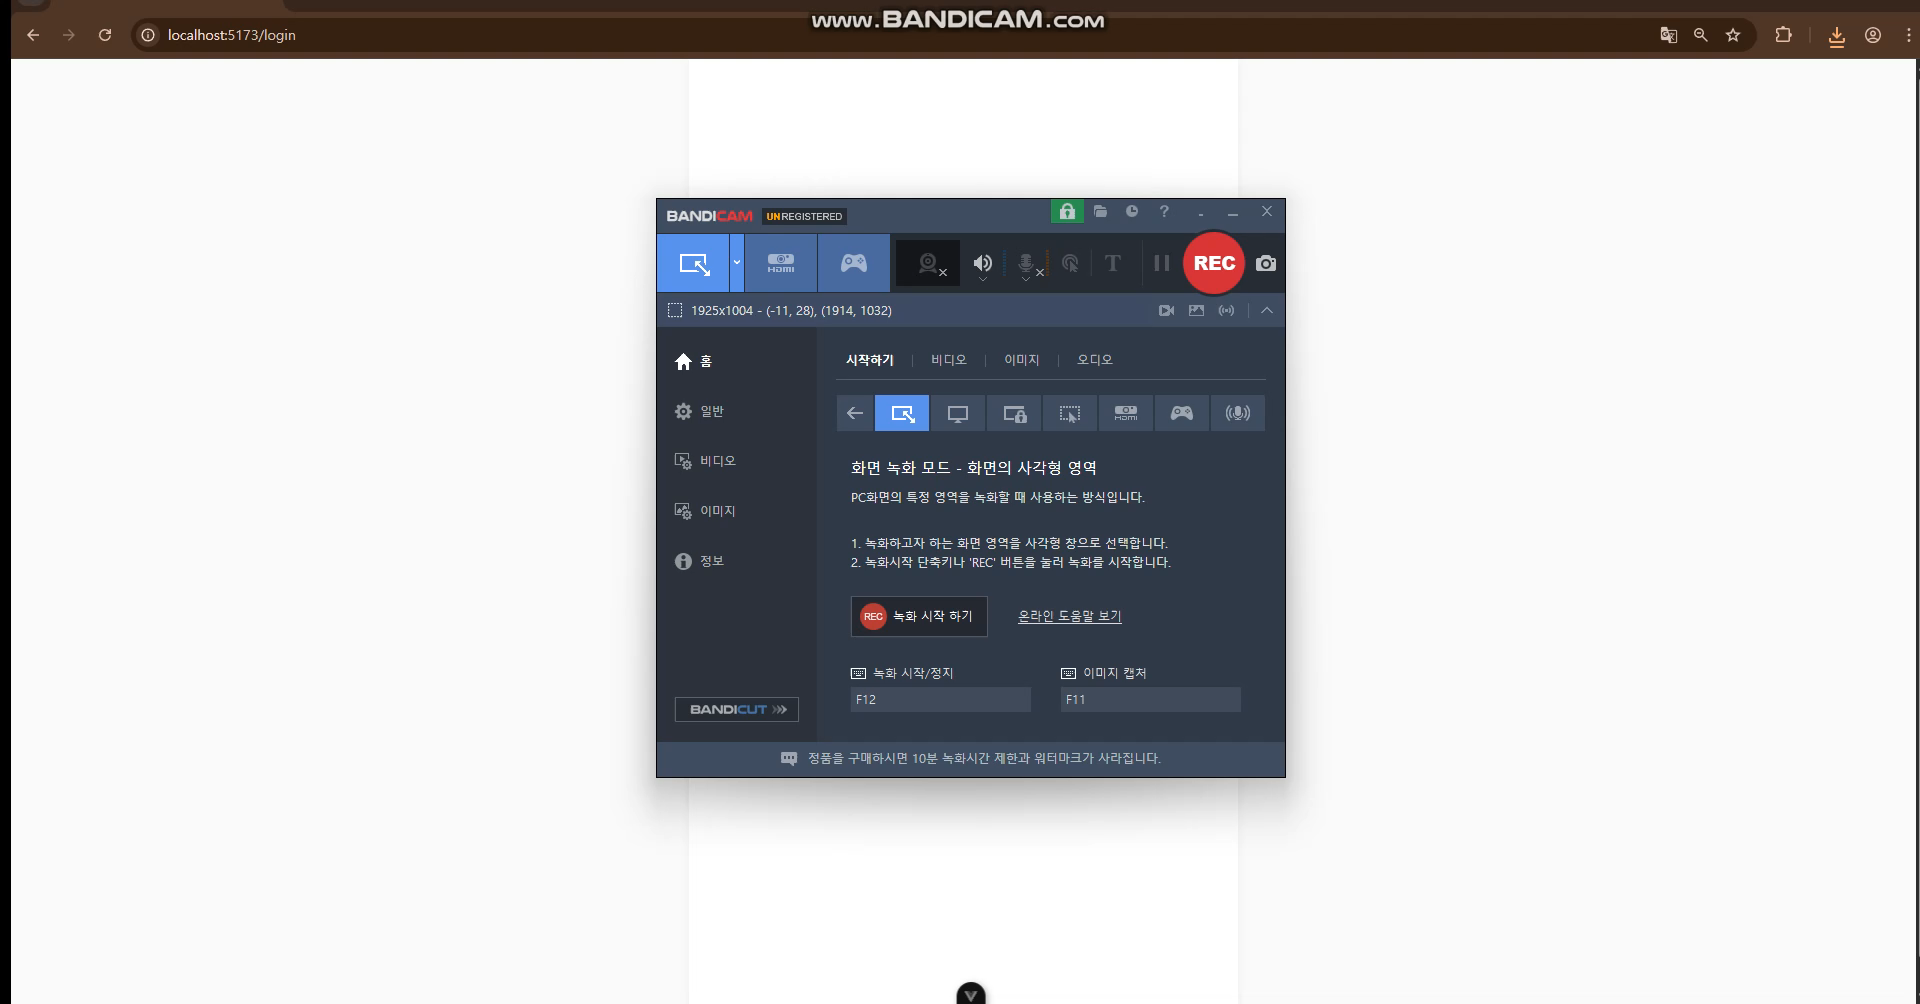 www.BANDICAM.com
localhost:5173/login
BANDICAM UNREGISTERED
HDMI
T
REC
1925x1004 - (-11, 28), (1914, 1032)
홈
일반
비디오
이미지
정보
시작하기
비디오
이미지
오디오
HDMI
화면 녹화 모드 - 화면의 사각형 영역
PC화면의 특정 영역을 녹화할 때 사용하는 방식입니다.
1. 녹화하고자 하는 화면 영역을 사각형 창으로 선택합니다.
2. 녹화시작 단축키나 'REC' 버튼을 눌러 녹화를 시작합니다.
REC 녹화 시작 하기
온라인 도움말 보기
녹화 시작/정지
이미지 캡처
F12
F11
BANDICUT
정품을 구매하시면 10분 녹화시간 제한과 워터마크가 사라집니다.